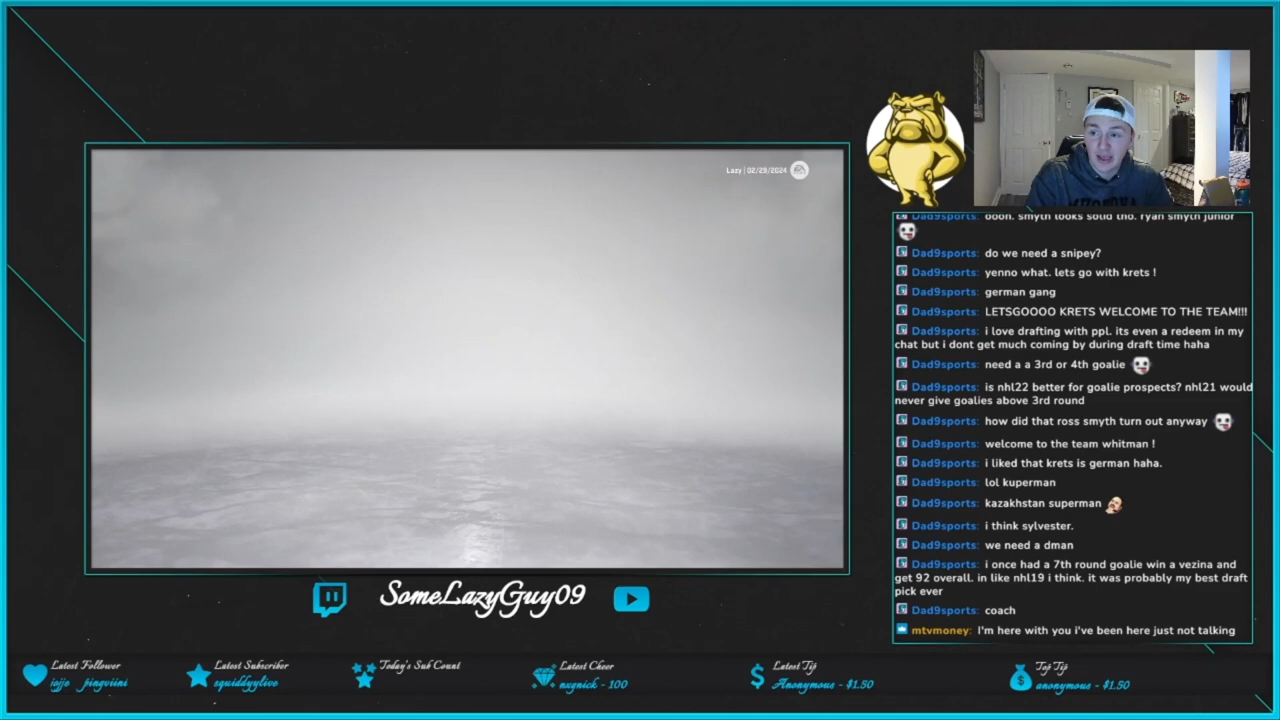 Lazy | 02/29/2024
Dad9sports: oooh. smyth looks solid tho. ryan smyth junior
Dad9sports: do we need a snipey?
Dad9sports: yenno what. lets go with krets !
Dad9sports: german gang
Dad9sports: LETSGOOOO KRETS WELCOME TO THE TEAM!!!
Dad9sports: i love drafting with ppl. its even a redeem in my
chat but i dont get much coming by during draft time haha
Dad9sports: need a a 3rd or 4th goalie
Dad9sports: is nhl22 better for goalie prospects? nhl21 would
never give goalies above 3rd round
Dad9sports: how did that ross smyth turn out anyway
Dad9sports: welcome to the team whitman !
Dad9sports: i liked that krets is german haha.
Dad9sports: lol kuperman
Dad9sports: kazakhstan superman
Dad9sports: i think sylvester.
Dad9sports: we need a dman
Dad9sports: i once had a 7th round goalie win a vezina and
get 92 overall. in like nhl19 i think. it was probably my best draft
pick ever
Dad9sports: coach
mtvmoney: I'm here with you i've been here just not talking
SomeLazyGuy09
Latest Follower
jojje_pingviini
Latest Subscriber
squiddyylive
Today's Sub Count
Latest Cheer
nxgnick - 100
Latest Tip
Anonymous - $1.50
Top Tip
anonymous - $1.50